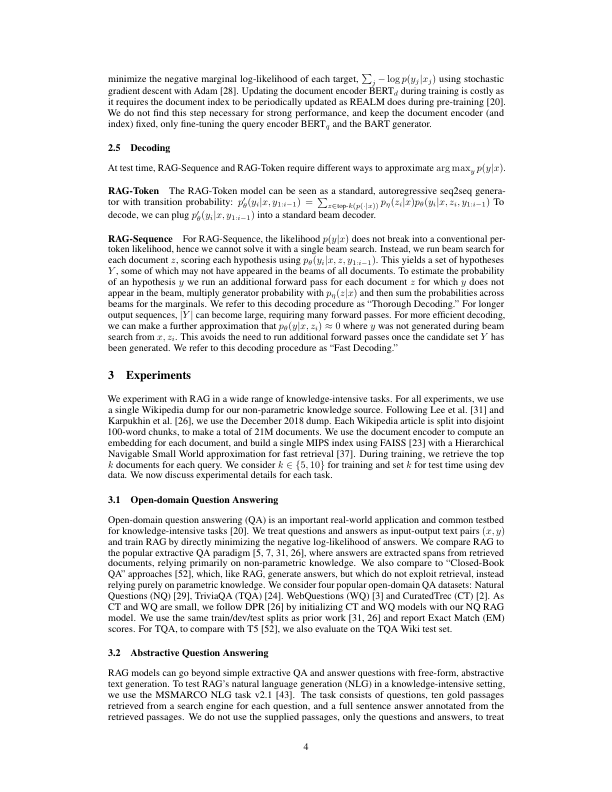 minimize the negative marginal log-likelihood of each target, ∑_j − log p(y_j|x_j) using stochastic
gradient descent with Adam [28]. Updating the document encoder BERT_d during training is costly as
it requires the document index to be periodically updated as REALM does during pre-training [20].
We do not find this step necessary for strong performance, and keep the document encoder (and
index) fixed, only fine-tuning the query encoder BERT_q and the BART generator.
2.5 Decoding
At test time, RAG-Sequence and RAG-Token require different ways to approximate arg max_y p(y|x).
RAG-Token The RAG-Token model can be seen as a standard, autoregressive seq2seq genera-
tor with transition probability: p′_θ(y_i|x, y_{1:i−1}) = ∑_{z∈top-k(p(·|x))} p_η(z_i|x)p_θ(y_i|x, z_i, y_{1:i−1}) To
decode, we can plug p′_θ(y_i|x, y_{1:i−1}) into a standard beam decoder.
RAG-Sequence For RAG-Sequence, the likelihood p(y|x) does not break into a conventional per-
token likelihood, hence we cannot solve it with a single beam search. Instead, we run beam search for
each document z, scoring each hypothesis using p_θ(y_i|x, z, y_{1:i−1}). This yields a set of hypotheses
Y, some of which may not have appeared in the beams of all documents. To estimate the probability
of an hypothesis y we run an additional forward pass for each document z for which y does not
appear in the beam, multiply generator probability with p_η(z|x) and then sum the probabilities across
beams for the marginals. We refer to this decoding procedure as “Thorough Decoding.” For longer
output sequences, |Y| can become large, requiring many forward passes. For more efficient decoding,
we can make a further approximation that p_θ(y|x, z_i) ≈ 0 where y was not generated during beam
search from x, z_i. This avoids the need to run additional forward passes once the candidate set Y has
been generated. We refer to this decoding procedure as “Fast Decoding.”
3 Experiments
We experiment with RAG in a wide range of knowledge-intensive tasks. For all experiments, we use
a single Wikipedia dump for our non-parametric knowledge source. Following Lee et al. [31] and
Karpukhin et al. [26], we use the December 2018 dump. Each Wikipedia article is split into disjoint
100-word chunks, to make a total of 21M documents. We use the document encoder to compute an
embedding for each document, and build a single MIPS index using FAISS [23] with a Hierarchical
Navigable Small World approximation for fast retrieval [37]. During training, we retrieve the top
k documents for each query. We consider k ∈ {5, 10} for training and set k for test time using dev
data. We now discuss experimental details for each task.
3.1 Open-domain Question Answering
Open-domain question answering (QA) is an important real-world application and common testbed
for knowledge-intensive tasks [20]. We treat questions and answers as input-output text pairs (x, y)
and train RAG by directly minimizing the negative log-likelihood of answers. We compare RAG to
the popular extractive QA paradigm [5, 7, 31, 26], where answers are extracted spans from retrieved
documents, relying primarily on non-parametric knowledge. We also compare to “Closed-Book
QA” approaches [52], which, like RAG, generate answers, but which do not exploit retrieval, instead
relying purely on parametric knowledge. We consider four popular open-domain QA datasets: Natural
Questions (NQ) [29], TriviaQA (TQA) [24]. WebQuestions (WQ) [3] and CuratedTrec (CT) [2]. As
CT and WQ are small, we follow DPR [26] by initializing CT and WQ models with our NQ RAG
model. We use the same train/dev/test splits as prior work [31, 26] and report Exact Match (EM)
scores. For TQA, to compare with T5 [52], we also evaluate on the TQA Wiki test set.
3.2 Abstractive Question Answering
RAG models can go beyond simple extractive QA and answer questions with free-form, abstractive
text generation. To test RAG’s natural language generation (NLG) in a knowledge-intensive setting,
we use the MSMARCO NLG task v2.1 [43]. The task consists of questions, ten gold passages
retrieved from a search engine for each question, and a full sentence answer annotated from the
retrieved passages. We do not use the supplied passages, only the questions and answers, to treat
4